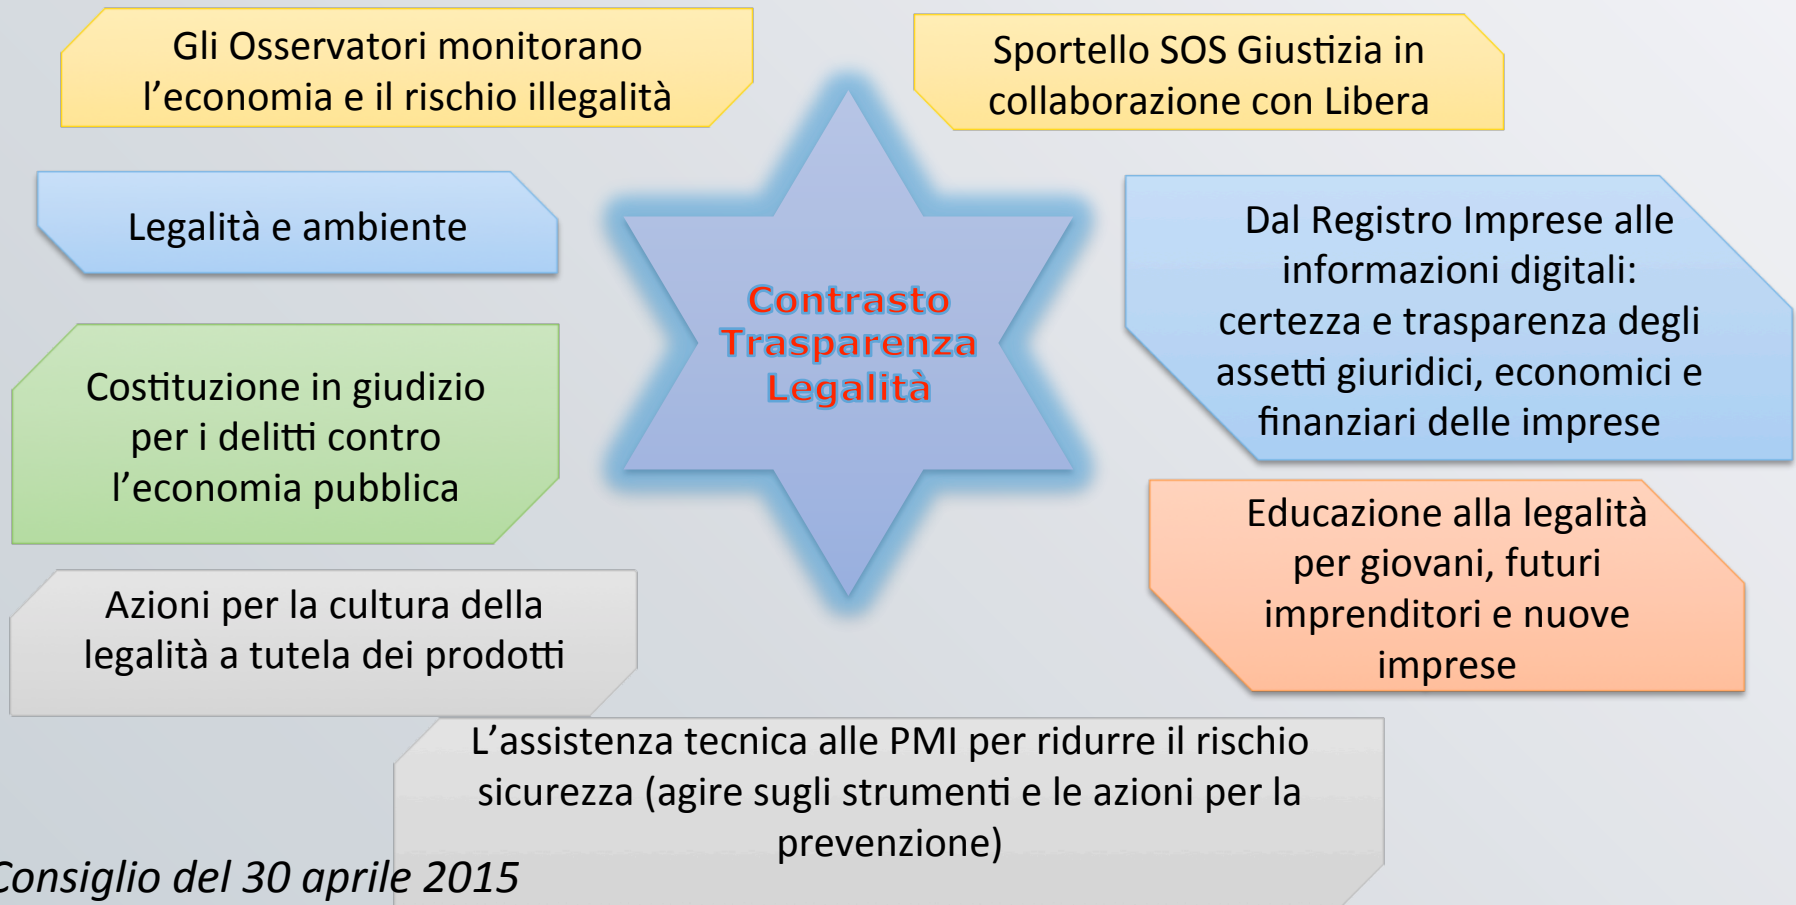 Gli Osservatori monitorano
l’economia e il rischio illegalità
Sportello SOS Giustizia in
collaborazione con Libera
Legalità e ambiente
Contrasto
Trasparenza
Legalità
Dal Registro Imprese alle
informazioni digitali:
certezza e trasparenza degli
assetti giuridici, economici e
finanziari delle imprese
Costituzione in giudizio
per i delitti contro
l’economia pubblica
Educazione alla legalità
per giovani, futuri
imprenditori e nuove
imprese
Azioni per la cultura della
legalità a tutela dei prodotti
L’assistenza tecnica alle PMI per ridurre il rischio
sicurezza (agire sugli strumenti e le azioni per la
prevenzione)
Consiglio del 30 aprile 2015